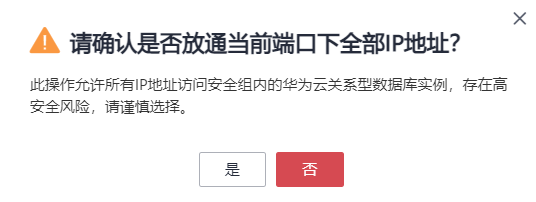 请确认是否放通当前端口下全部IP地址？
此操作允许所有IP地址访问安全组内的华为云关系型数据库实例，存在高
安全风险，请谨慎选择。
是 否